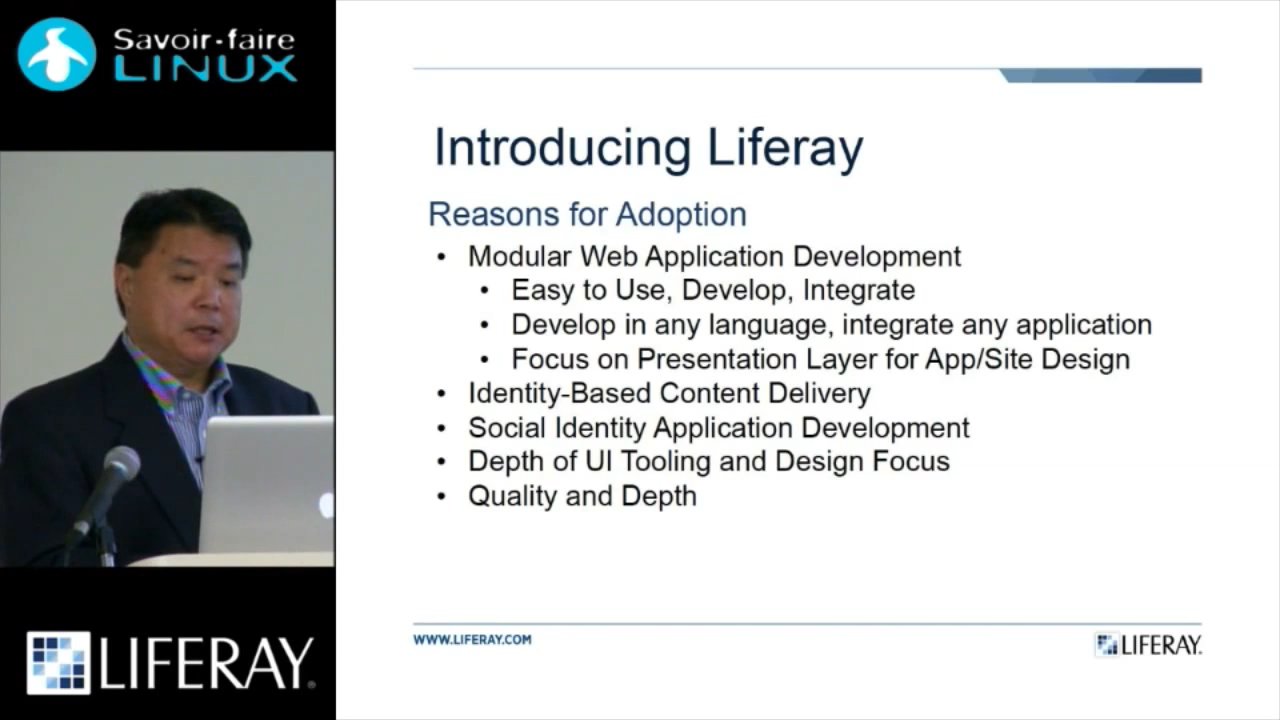 Savoir-faire
LINUX
LIFERAY.
Introducing Liferay
Reasons for Adoption
• Modular Web Application Development
• Easy to Use, Develop, Integrate
• Develop in any language, integrate any application
• Focus on Presentation Layer for App/Site Design
• Identity-Based Content Delivery
• Social Identity Application Development
• Depth of UI Tooling and Design Focus
• Quality and Depth
WWW.LIFERAY.COM
LIFERAY.